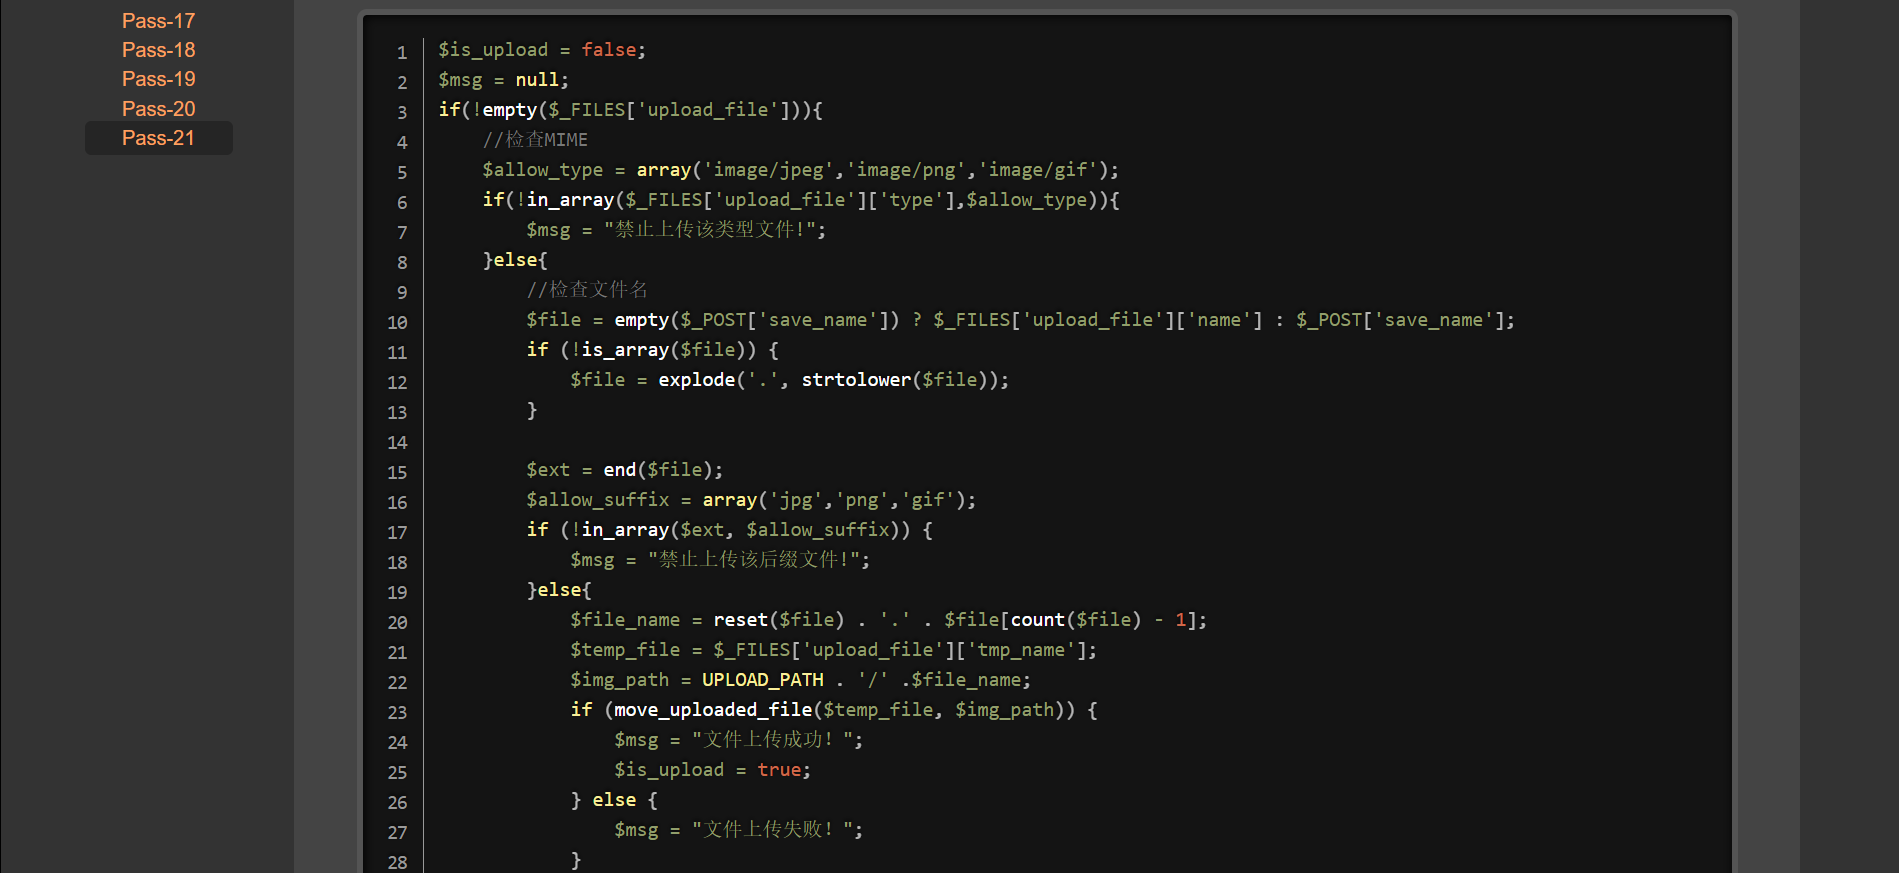 Pass-17
Pass-18
Pass-19
Pass-20
Pass-21
1 $is_upload = false;
2 $msg = null;
3 if(!empty($_FILES['upload_file'])){
4     //检查MIME
5     $allow_type = array('image/jpeg','image/png','image/gif');
6     if(!in_array($_FILES['upload_file']['type'],$allow_type)){
7         $msg = "禁止上传该类型文件!";
8     }else{
9         //检查文件名
10         $file = empty($_POST['save_name']) ? $_FILES['upload_file']['name'] : $_POST['save_name'];
11         if (!is_array($file)) {
12             $file = explode('.', strtolower($file));
13         }
14
15         $ext = end($file);
16         $allow_suffix = array('jpg','png','gif');
17         if (!in_array($ext, $allow_suffix)) {
18             $msg = "禁止上传该后缀文件!";
19         }else{
20             $file_name = reset($file) . '.' . $file[count($file) - 1];
21             $temp_file = $_FILES['upload_file']['tmp_name'];
22             $img_path = UPLOAD_PATH . '/' .$file_name;
23             if (move_uploaded_file($temp_file, $img_path)) {
24                 $msg = "文件上传成功！";
25                 $is_upload = true;
26             } else {
27                 $msg = "文件上传失败！";
28             }